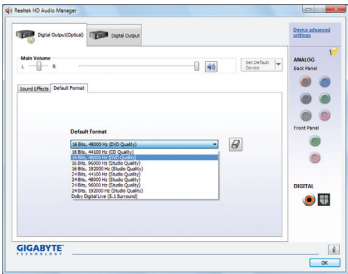 Realtek HD Audio Manager
Digital Output(Optical)
Digital Output
Device advanced
settings
Main Volume
L
R
Set Default
Device
ANALOG
Back Panel
Sound Effects
Default Format
Default Format
16 Bits, 48000 Hz (DVD Quality)
16 Bits, 44100 Hz (CD Quality)
16 Bits, 48000 Hz (DVD Quality)
16 Bits, 96000 Hz (Studio Quality)
16 Bits, 192000 Hz (Studio Quality)
24 Bits, 44100 Hz (Studio Quality)
24 Bits, 48000 Hz (Studio Quality)
24 Bits, 96000 Hz (Studio Quality)
24 Bits, 192000 Hz (Studio Quality)
Dolby Digital Live (5.1 Surround)
Front Panel
DIGITAL
GIGABYTE
TECHNOLOGY
OK